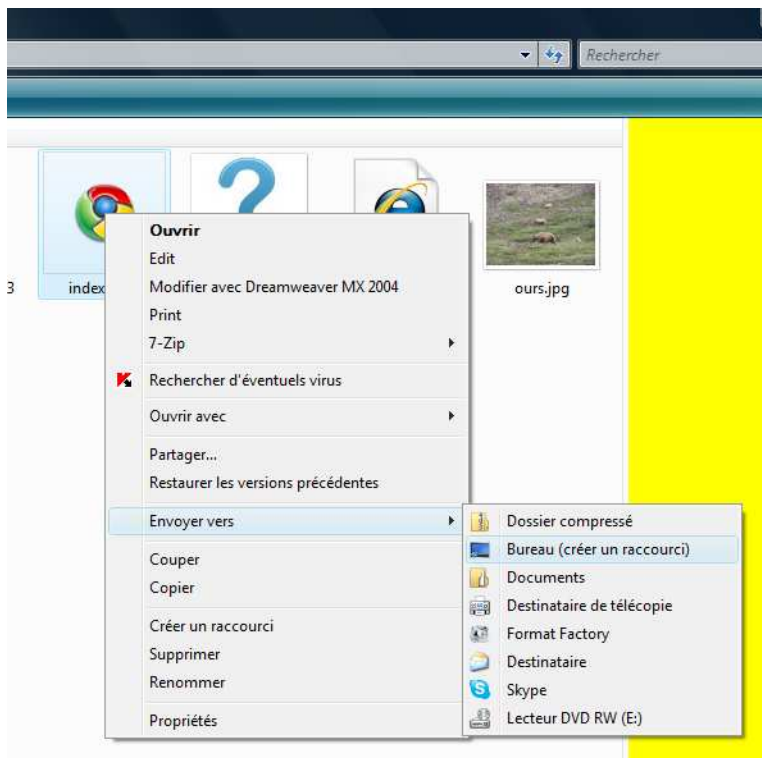 Rechercher
3
index
ours.jpg
Ouvrir
Edit
Modifier avec Dreamweaver MX 2004
Print
7-Zip
Rechercher d'éventuels virus
Ouvrir avec
Partager...
Restaurer les versions précédentes
Envoyer vers
Couper
Copier
Créer un raccourci
Supprimer
Renommer
Propriétés
Dossier compressé
Bureau (créer un raccourci)
Documents
Destinataire de télécopie
Format Factory
Destinataire
Skype
Lecteur DVD RW (E:)